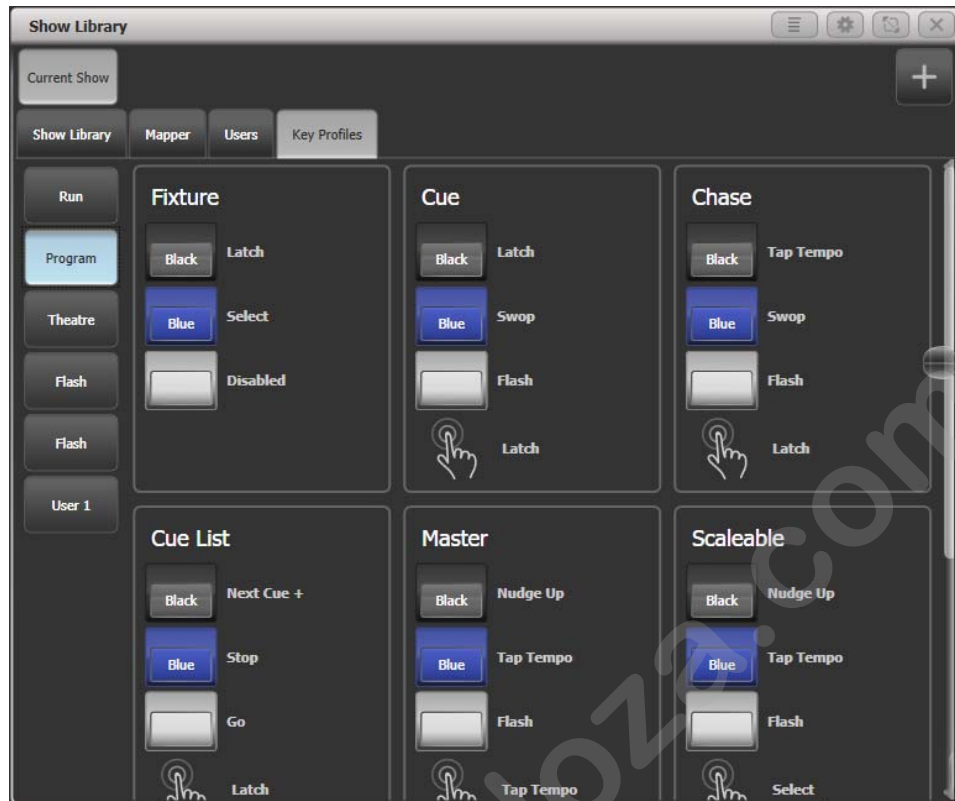 Show Library
Current Show
Show Library Mapper Users Key Profiles
Run
Program
Theatre
Flash
Flash
User 1
Fixture
Black Latch
Blue Select
Disabled
Cue
Black Latch
Blue Swop
Flash
Latch
Chase
Black Tap Tempo
Blue Swop
Flash
Latch
Cue List
Black Next Cue +
Blue Stop
Go
Latch
Master
Black Nudge Up
Blue Tap Tempo
Flash
Tap Tempo
Scaleable
Black Nudge Up
Blue Tap Tempo
Flash
Select